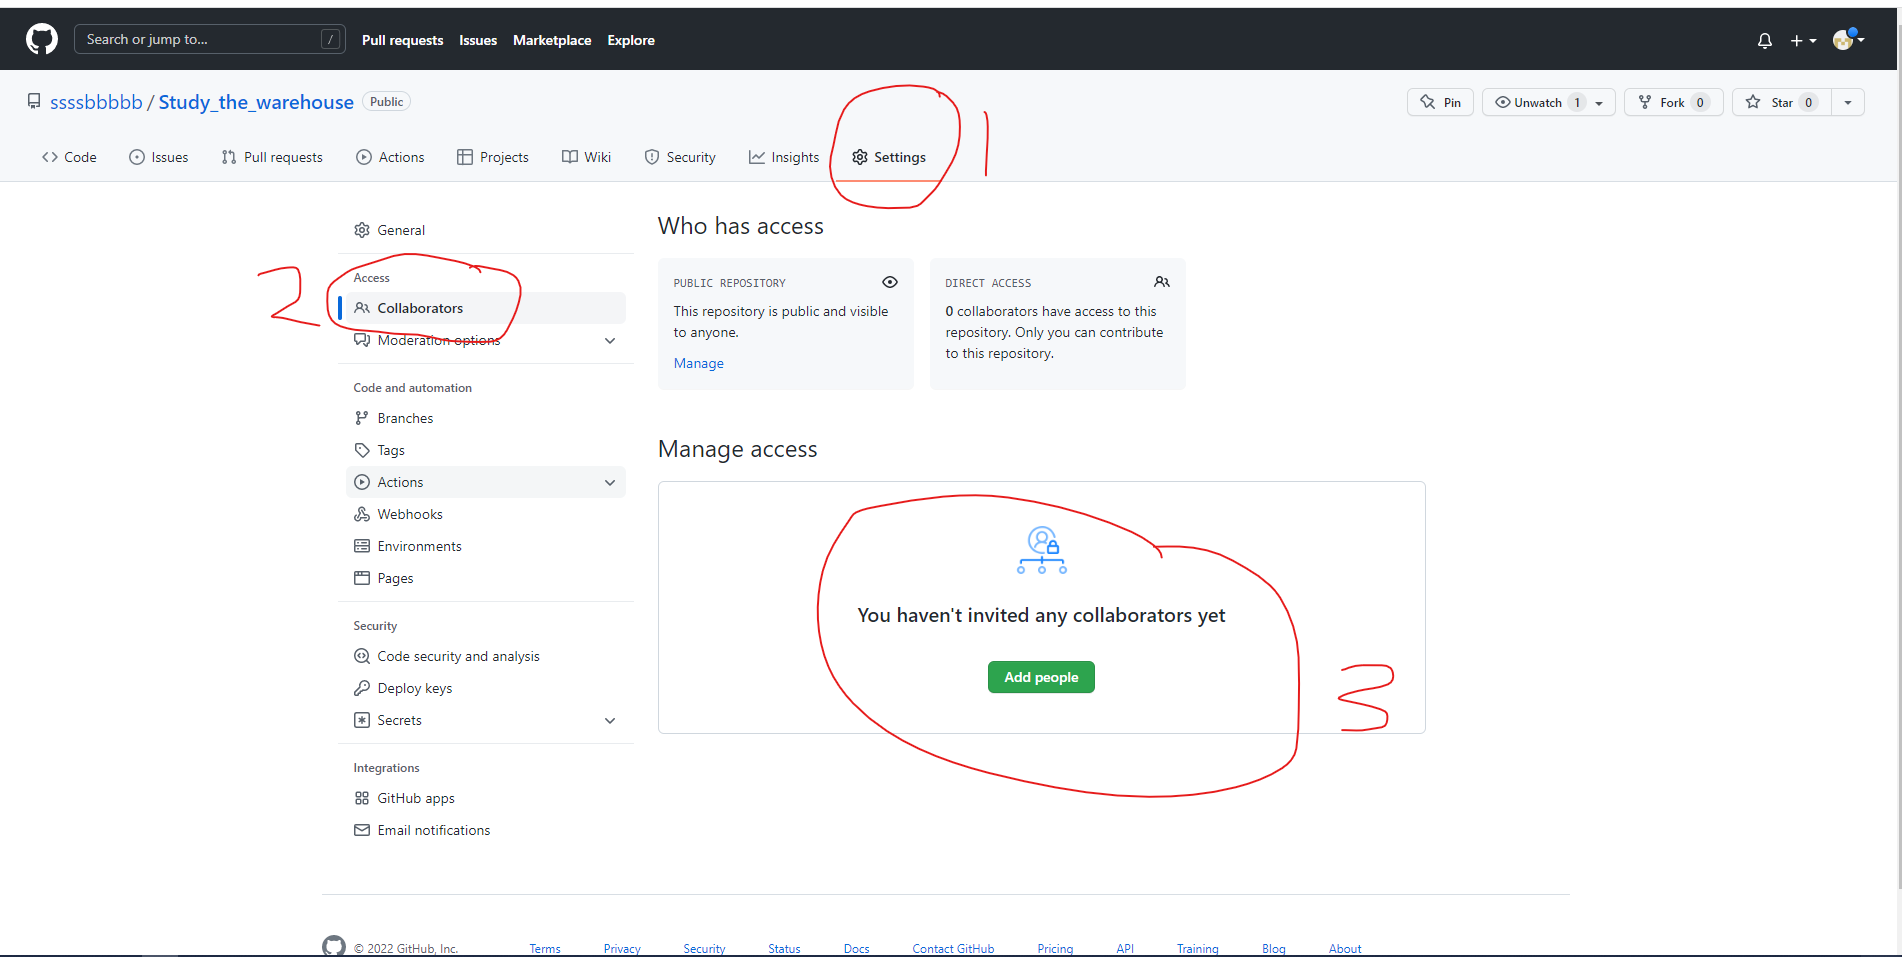 Search or jump to... /
Pull requests Issues Marketplace Explore
ssssbbbbb / Study_the_warehouse Public
Pin Unwatch 1 Fork 0 Star 0
Code Issues Pull requests Actions Projects Wiki Security Insights Settings
1
General
Access
Collaborators
2
Moderation options
Code and automation
Branches
Tags
Actions
Webhooks
Environments
Pages
Security
Code security and analysis
Deploy keys
Secrets
Integrations
GitHub apps
Email notifications
Who has access
PUBLIC REPOSITORY
This repository is public and visible
to anyone.
Manage
DIRECT ACCESS
0 collaborators have access to this
repository. Only you can contribute
to this repository.
Manage access
You haven't invited any collaborators yet
Add people
3
© 2022 GitHub, Inc. Terms Privacy Security Status Docs Contact GitHub Pricing API Training Blog About